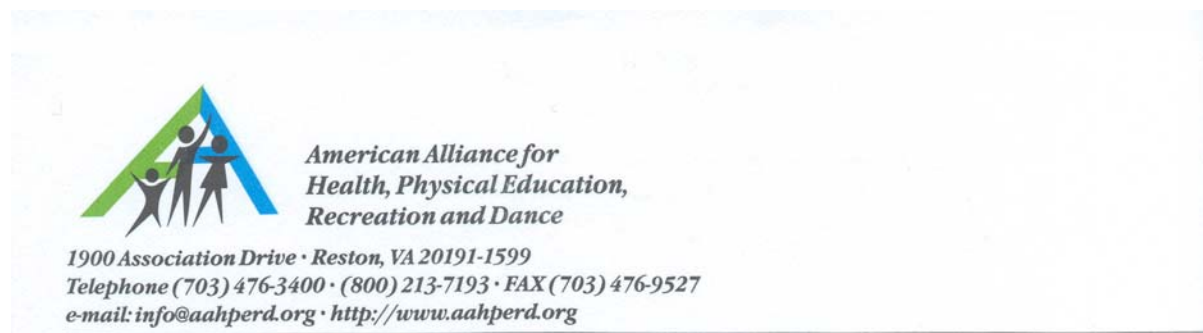 American Alliance for
Health, Physical Education,
Recreation and Dance
1900 Association Drive · Reston, VA 20191-1599
Telephone (703) 476-3400 · (800) 213-7193 · FAX (703) 476-9527
e-mail: info@aahperd.org · http://www.aahperd.org